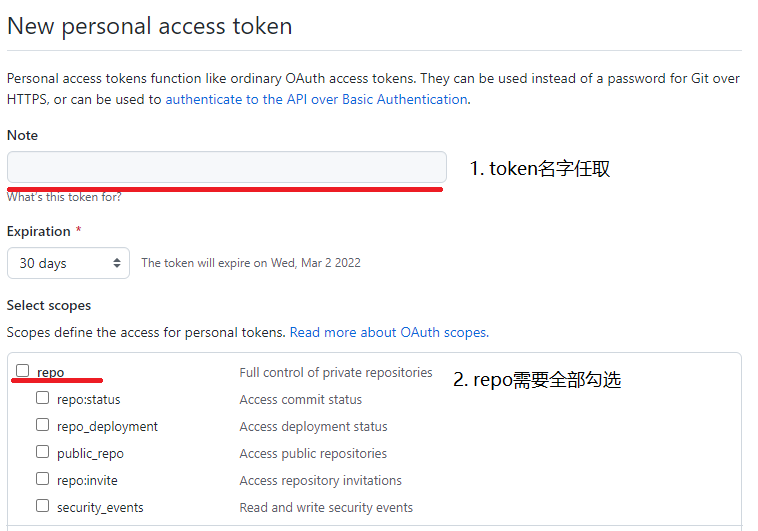 New personal access token
Personal access tokens function like ordinary OAuth access tokens. They can be used instead of a password for Git over
HTTPS, or can be used to authenticate to the API over Basic Authentication.
Note
1. token名字任取
What's this token for?
Expiration *
30 days The token will expire on Wed, Mar 2 2022
Select scopes
Scopes define the access for personal tokens. Read more about OAuth scopes.
repo Full control of private repositories 2. repo需要全部勾选
repo:status Access commit status
repo_deployment Access deployment status
public_repo Access public repositories
repo:invite Access repository invitations
security_events Read and write security events